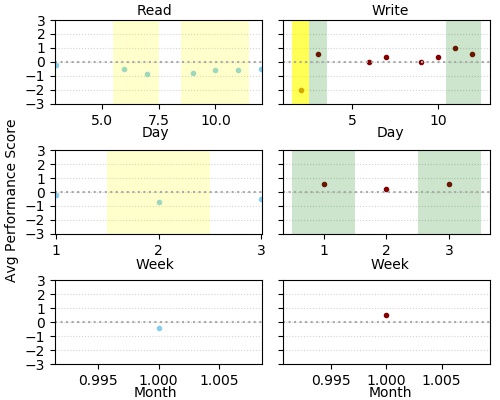 Read Write
3
2
1
0
−1
−2
−3
5.0 7.5 10.0 5 10
Day Day
Avg Performance Score
3
2
1
0
−1
−2
−3
1 2 3 1 2 3
Week Week
3
2
1
0
−1
−2
−3
0.995 1.000 1.005 0.995 1.000 1.005
Month Month